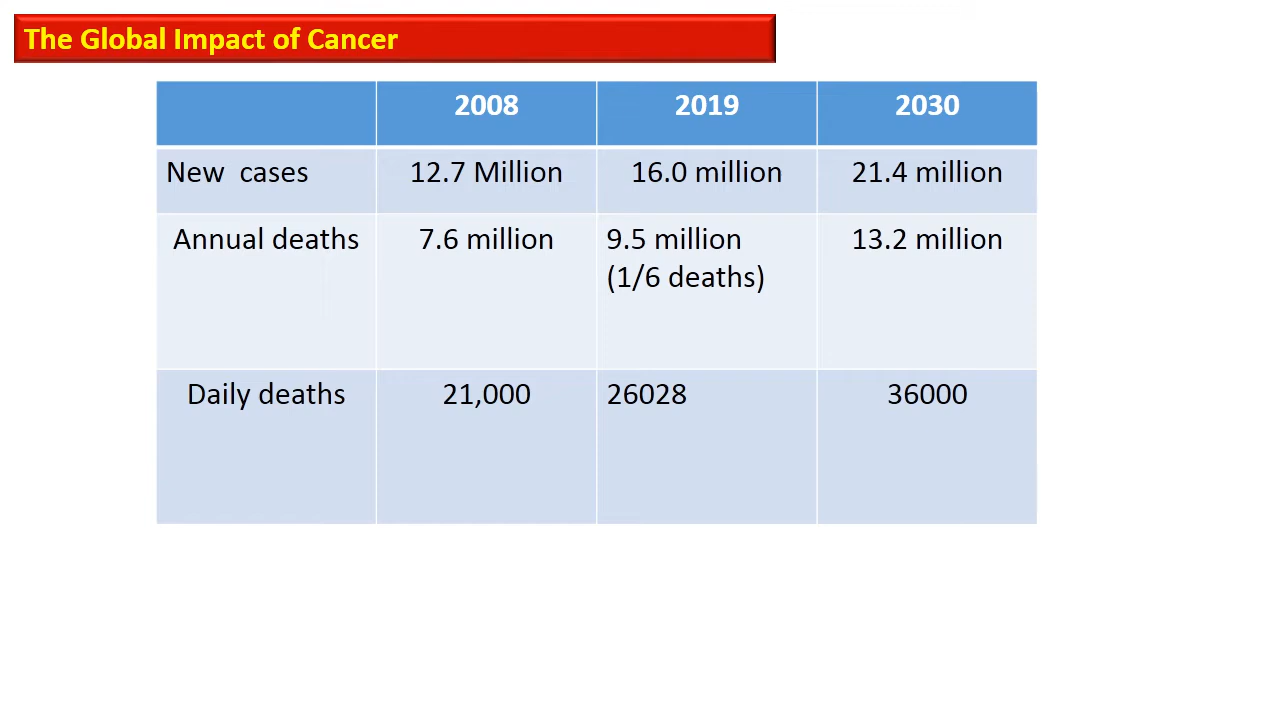 The Global Impact of Cancer
2008 2019 2030
New cases 12.7 Million 16.0 million 21.4 million
Annual deaths 7.6 million 9.5 million 13.2 million
(1/6 deaths)
Daily deaths 21,000 26028 36000